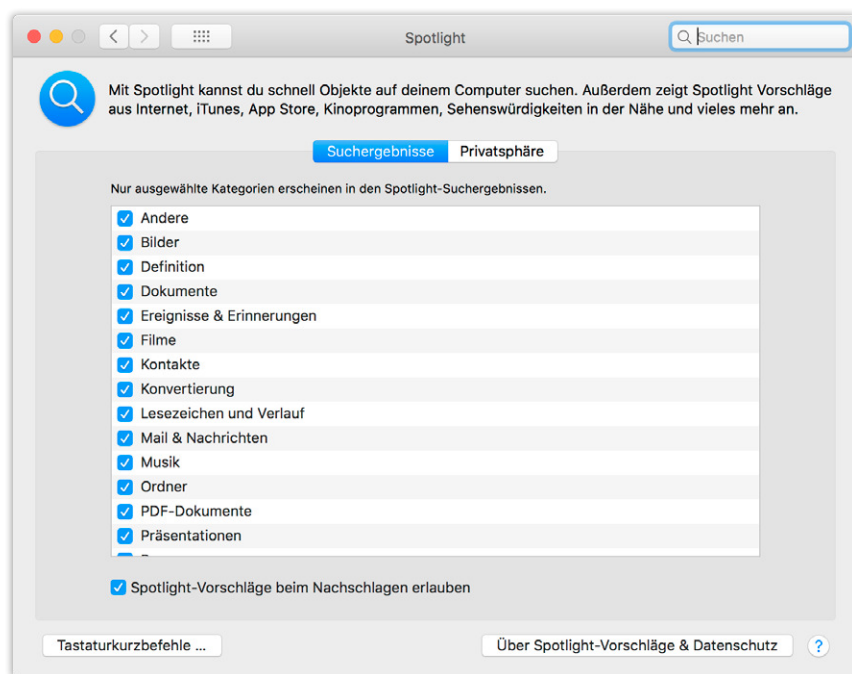 Spotlight
Suchen
Mit Spotlight kannst du schnell Objekte auf deinem Computer suchen. Außerdem zeigt Spotlight Vorschläge
aus Internet, iTunes, App Store, Kinoprogrammen, Sehenswürdigkeiten in der Nähe und vieles mehr an.
Suchergebnisse Privatsphäre
Nur ausgewählte Kategorien erscheinen in den Spotlight-Suchergebnissen.
Andere
Bilder
Definition
Dokumente
Ereignisse & Erinnerungen
Filme
Kontakte
Konvertierung
Lesezeichen und Verlauf
Mail & Nachrichten
Musik
Ordner
PDF-Dokumente
Präsentationen
Spotlight-Vorschläge beim Nachschlagen erlauben
Tastaturkurzbefehle ...
Über Spotlight-Vorschläge & Datenschutz
?